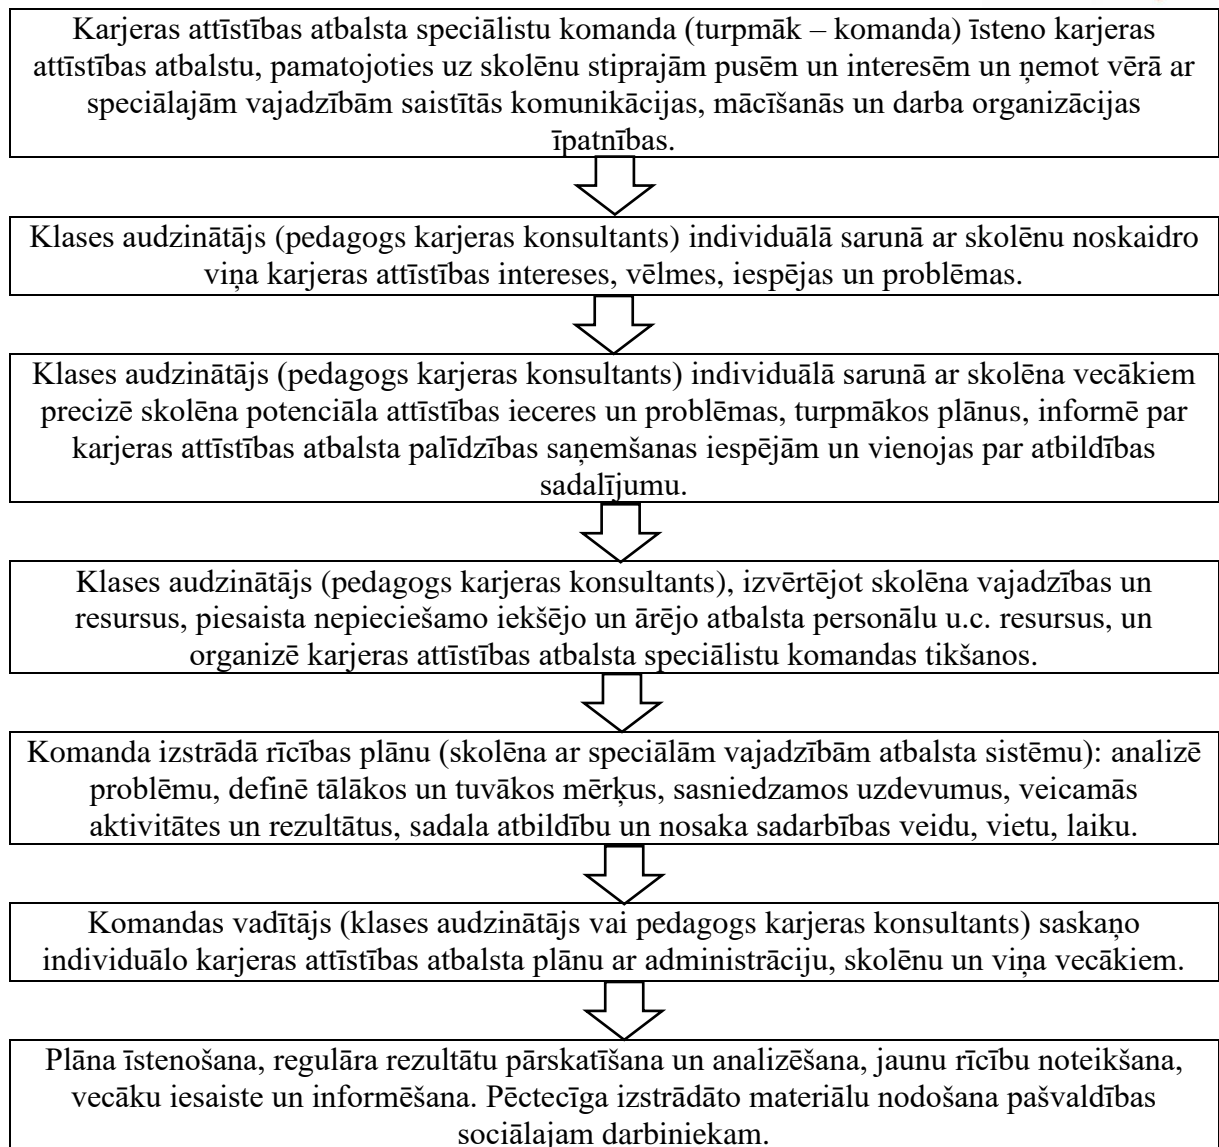 Karjeras attīstības atbalsta speciālistu komanda (turpmāk – komanda) īsteno karjeras
attīstības atbalstu, pamatojoties uz skolēnu stiprajām pusēm un interesēm un ņemot vērā ar
speciālajām vajadzībām saistītās komunikācijas, mācīšanās un darba organizācijas
īpatnības.
Klases audzinātājs (pedagogs karjeras konsultants) individuālā sarunā ar skolēnu noskaidro
viņa karjeras attīstības intereses, vēlmes, iespējas un problēmas.
Klases audzinātājs (pedagogs karjeras konsultants) individuālā sarunā ar skolēna vecākiem
precizē skolēna potenciāla attīstības ieceres un problēmas, turpmākos plānus, informē par
karjeras attīstības atbalsta palīdzības saņemšanas iespējām un vienojas par atbildības
sadalījumu.
Klases audzinātājs (pedagogs karjeras konsultants), izvērtējot skolēna vajadzības un
resursus, piesaista nepieciešamo iekšējo un ārējo atbalsta personālu u.c. resursus, un
organizē karjeras attīstības atbalsta speciālistu komandas tikšanos.
Komanda izstrādā rīcības plānu (skolēna ar speciālām vajadzībām atbalsta sistēmu): analizē
problēmu, definē tālākos un tuvākos mērķus, sasniedzamos uzdevumus, veicamās
aktivitātes un rezultātus, sadala atbildību un nosaka sadarbības veidu, vietu, laiku.
Komandas vadītājs (klases audzinātājs vai pedagogs karjeras konsultants) saskaņo
individuālo karjeras attīstības atbalsta plānu ar administrāciju, skolēnu un viņa vecākiem.
Plāna īstenošana, regulāra rezultātu pārskatīšana un analizēšana, jaunu rīcību noteikšana,
vecāku iesaiste un informēšana. Pēctecīga izstrādāto materiālu nodošana pašvaldības
sociālajam darbiniekam.